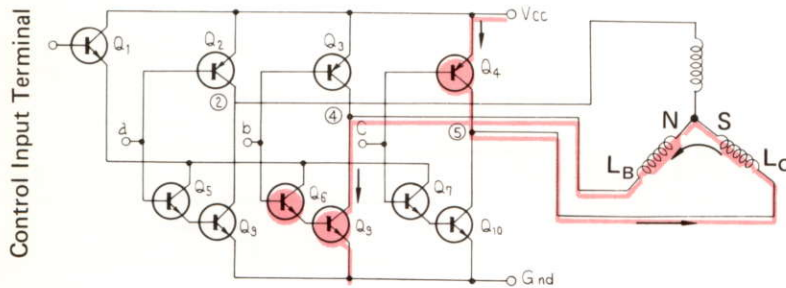 Control Input Terminal
Vcc
Q1
Q2
Q3
Q4
②
④
⑤
N
S
a
b
C
LB
LC
Q5
Q6
Q7
Q9
Q9
Q10
Gnd